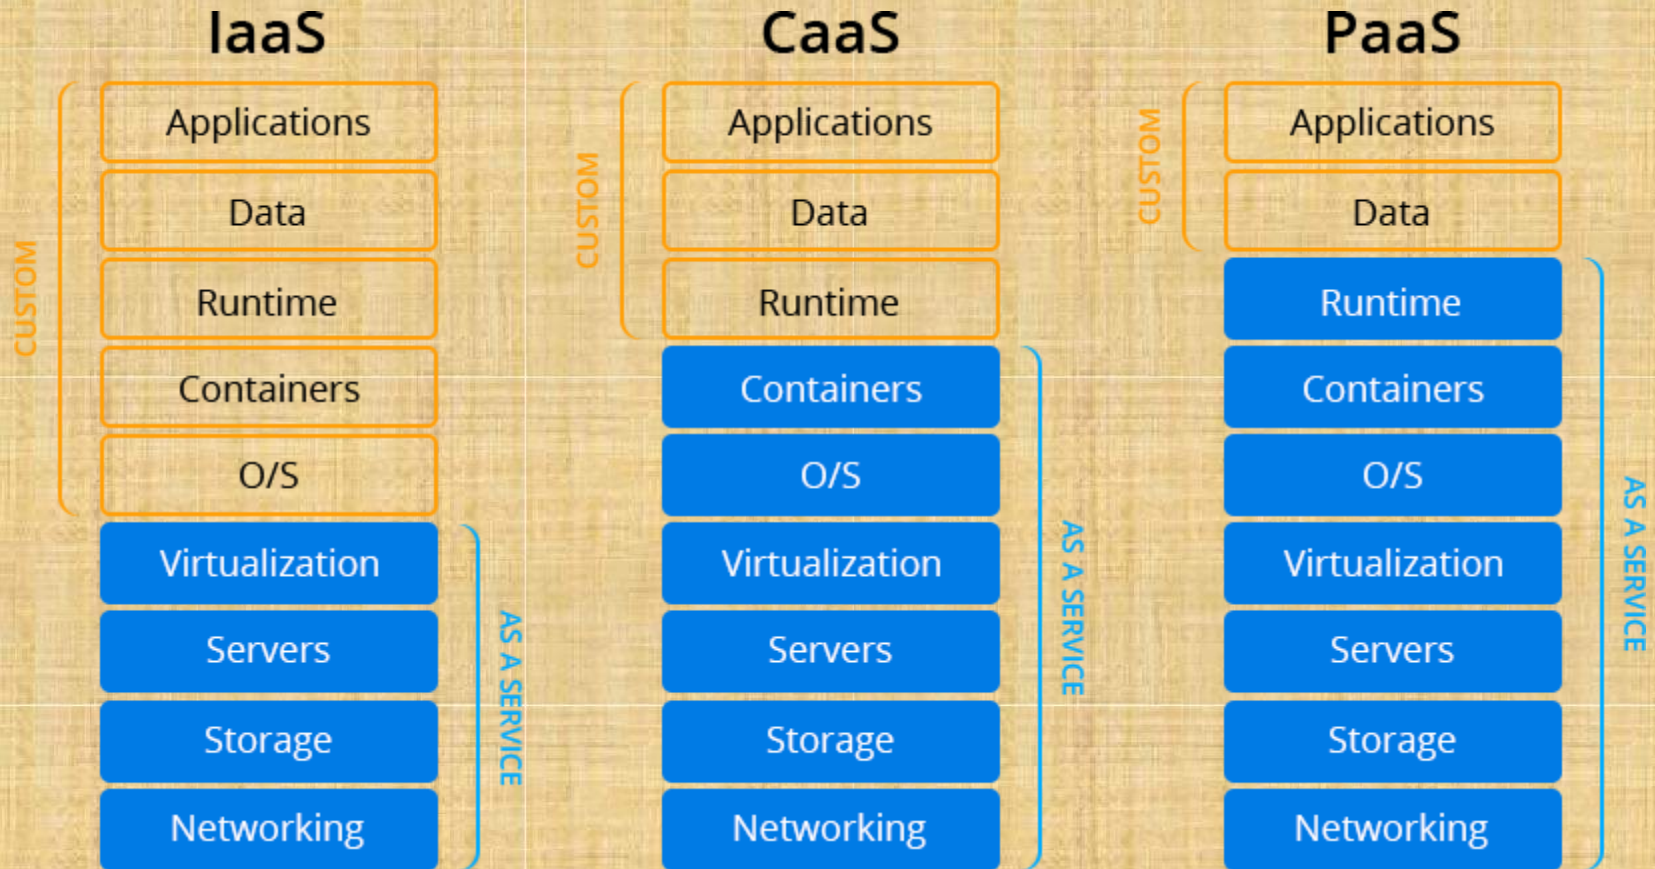 IaaS
CUSTOM
Applications
Data
Runtime
Containers
O/S
Virtualization
Servers
Storage
Networking
AS A SERVICE
CaaS
CUSTOM
Applications
Data
Runtime
Containers
O/S
Virtualization
Servers
Storage
Networking
AS A SERVICE
PaaS
CUSTOM
Applications
Data
Runtime
Containers
O/S
Virtualization
Servers
Storage
Networking
AS A SERVICE